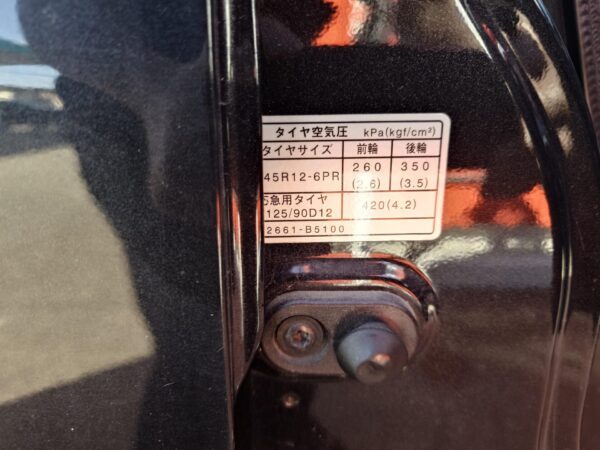 タイヤ空気圧 kPa(kgf/cm²)
タイヤサイズ 前輪 後輪
45R12-6PR 260 (2.6) 350 (3.5)
応急用タイヤ 125/90D12 420(4.2)
2661-B5100